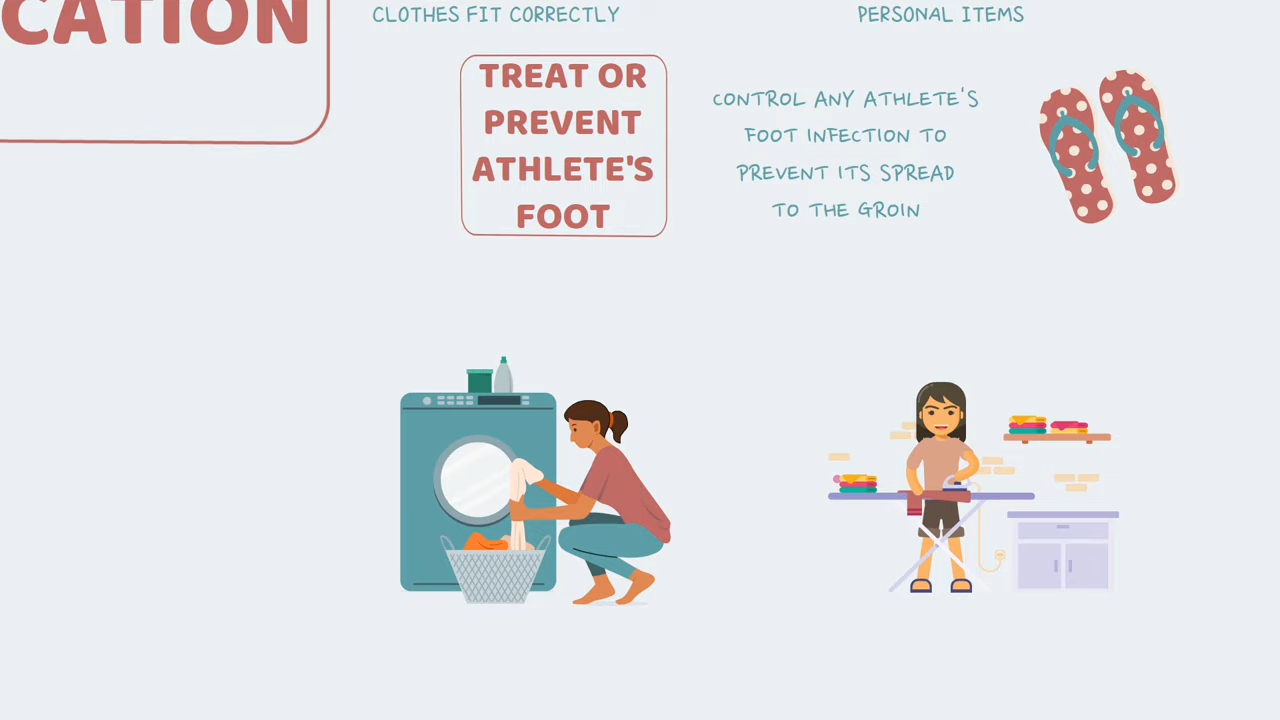 CATION
CLOTHES FIT CORRECTLY
PERSONAL ITEMS
TREAT OR
PREVENT
ATHLETE'S
FOOT
CONTROL ANY ATHLETE'S
FOOT INFECTION TO
PREVENT ITS SPREAD
TO THE GROIN